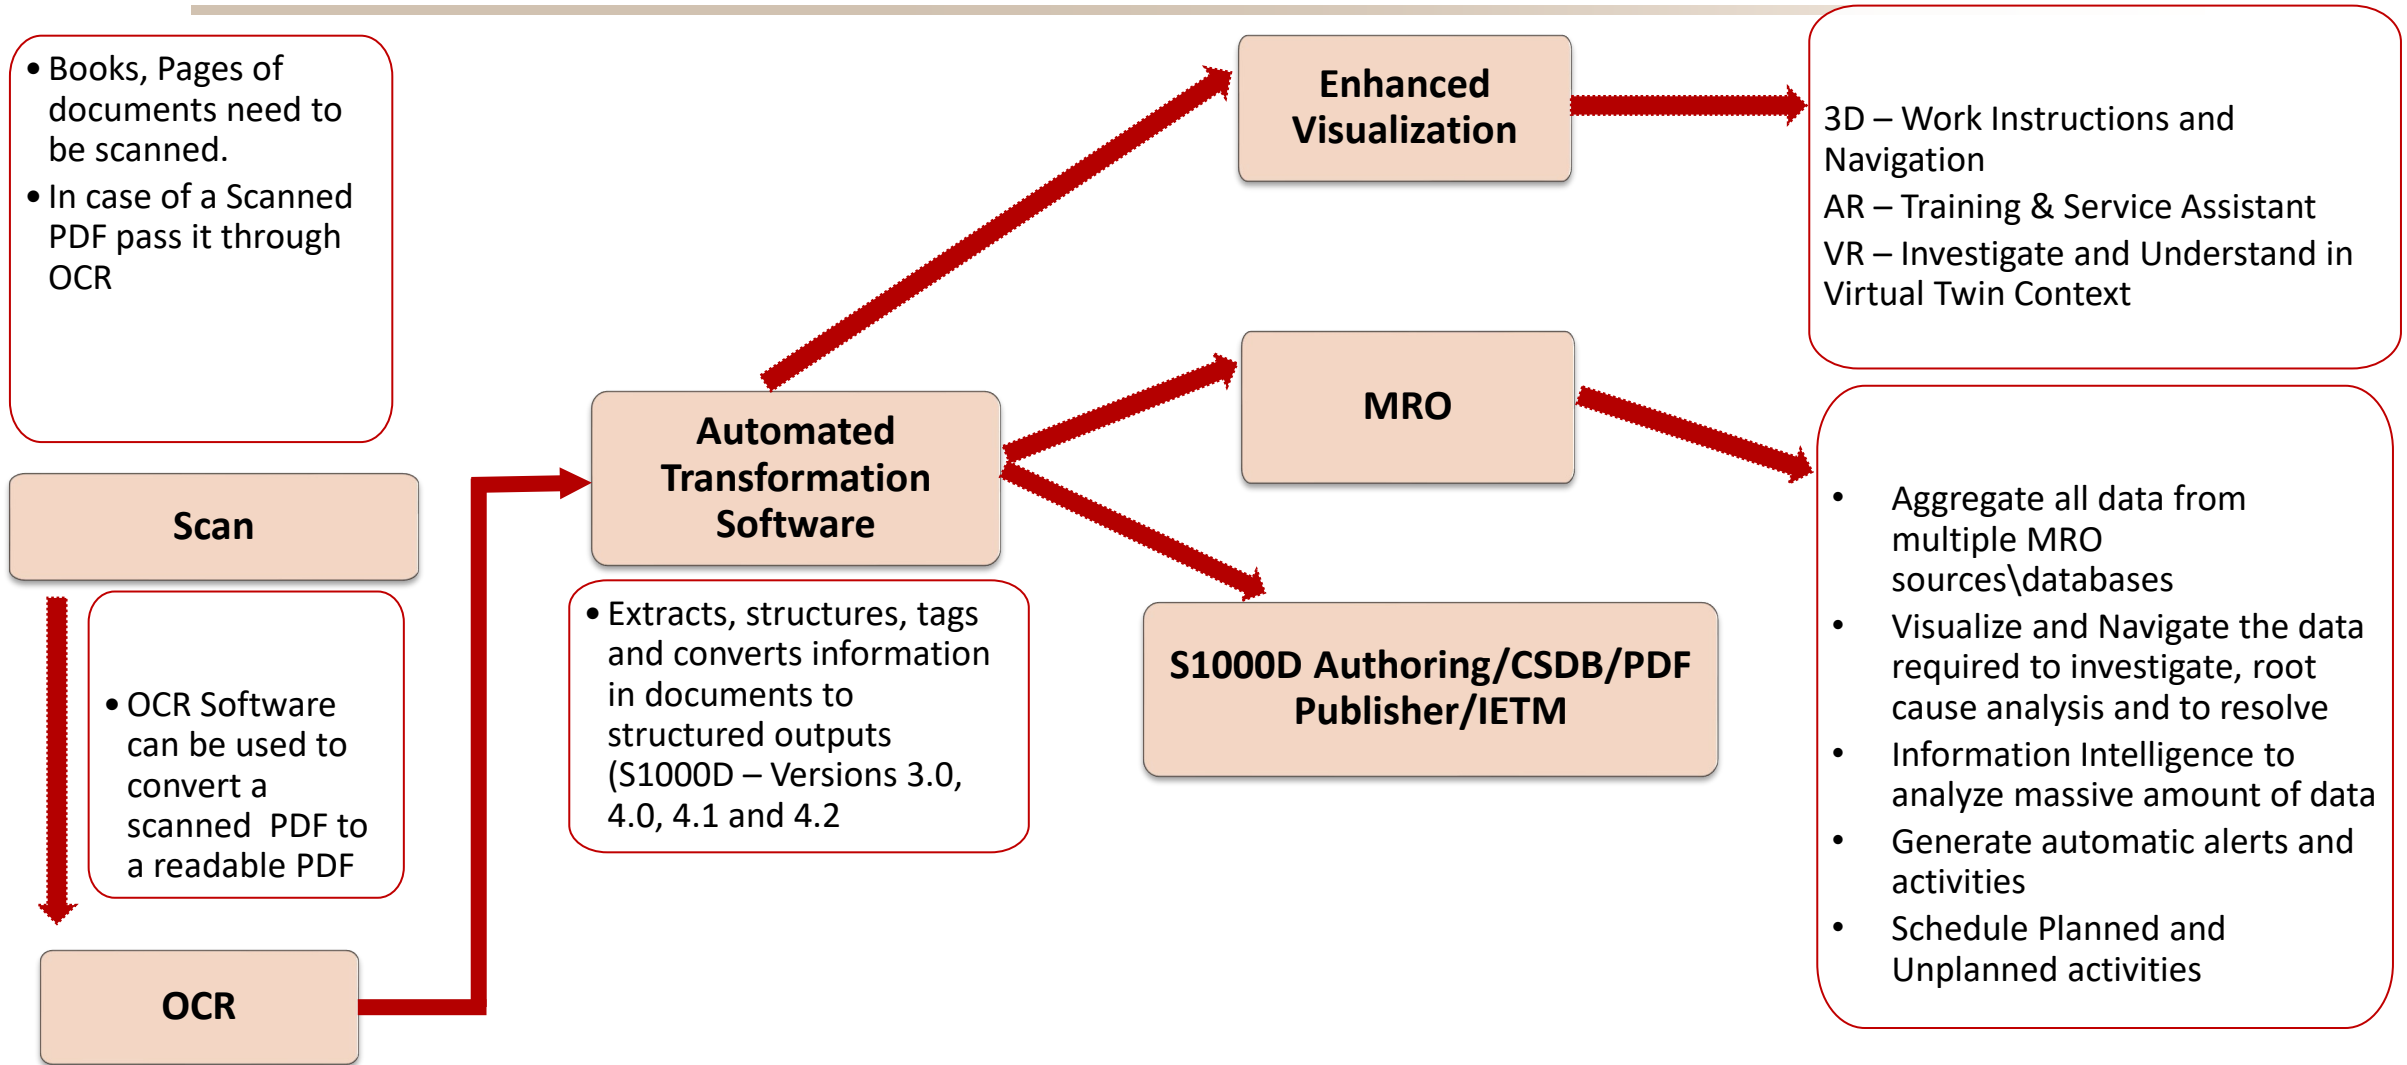 • Books, Pages of
documents need to
be scanned.
• In case of a Scanned
PDF pass it through
OCR
Scan
• OCR Software
can be used to
convert a
scanned PDF to
a readable PDF
OCR
Automated
Transformation
Software
• Extracts, structures, tags
and converts information
in documents to
structured outputs
(S1000D – Versions 3.0,
4.0, 4.1 and 4.2
Enhanced
Visualization
MRO
S1000D Authoring/CSDB/PDF
Publisher/IETM
3D – Work Instructions and
Navigation
AR – Training & Service Assistant
VR – Investigate and Understand in
Virtual Twin Context
• Aggregate all data from
multiple MRO
sources\databases
• Visualize and Navigate the data
required to investigate, root
cause analysis and to resolve
• Information Intelligence to
analyze massive amount of data
• Generate automatic alerts and
activities
• Schedule Planned and
Unplanned activities